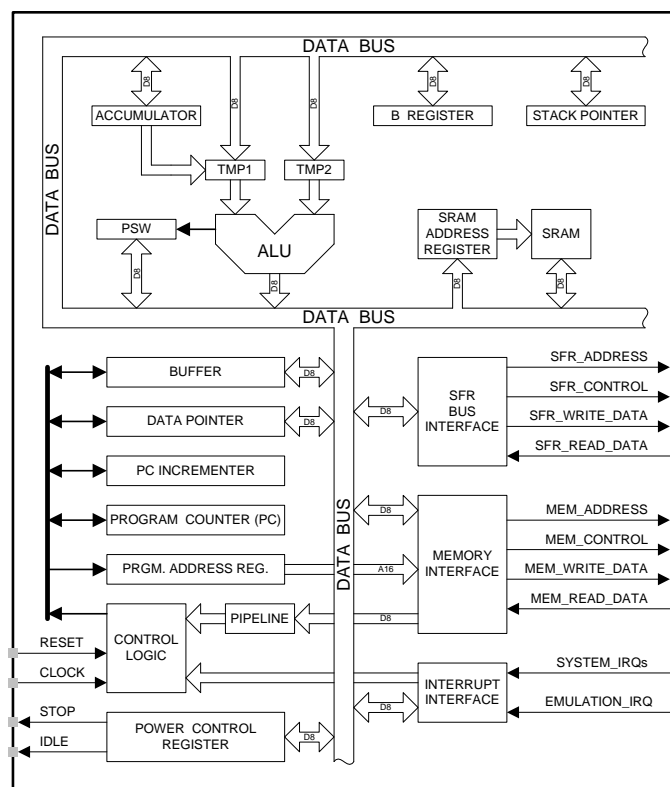 DATA BUS
D8
D8
D8
D8
D8
ACCUMULATOR
B REGISTER
STACK POINTER
DATA BUS
TMP1
TMP2
PSW
ALU
SRAM
ADDRESS
REGISTER
SRAM
D8
D8
D8
D8
DATA BUS
BUFFER
D8
DATA POINTER
D8
PC INCREMENTER
PROGRAM COUNTER (PC)
PRGM. ADDRESS REG.
A16
CONTROL
LOGIC
PIPELINE
D8
RESET
CLOCK
STOP
IDLE
POWER CONTROL
REGISTER
D8
DATA BUS
D8
SFR
BUS
INTERFACE
SFR_ADDRESS
SFR_CONTROL
SFR_WRITE_DATA
SFR_READ_DATA
D8
MEMORY
INTERFACE
MEM_ADDRESS
MEM_CONTROL
MEM_WRITE_DATA
MEM_READ_DATA
INTERRUPT
INTERFACE
D8
SYSTEM_IRQs
EMULATION_IRQ